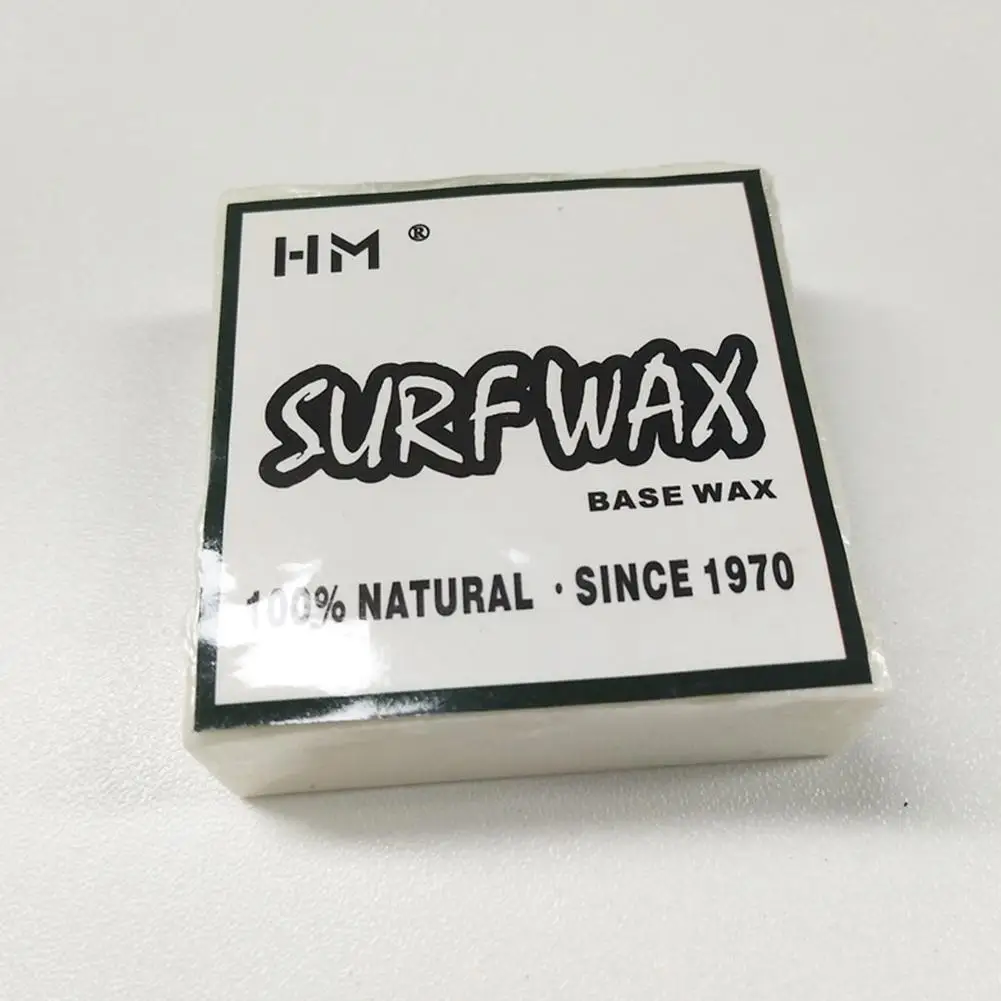 HM ®
SURF WAX
BASE WAX
100% NATURAL · SINCE 1970